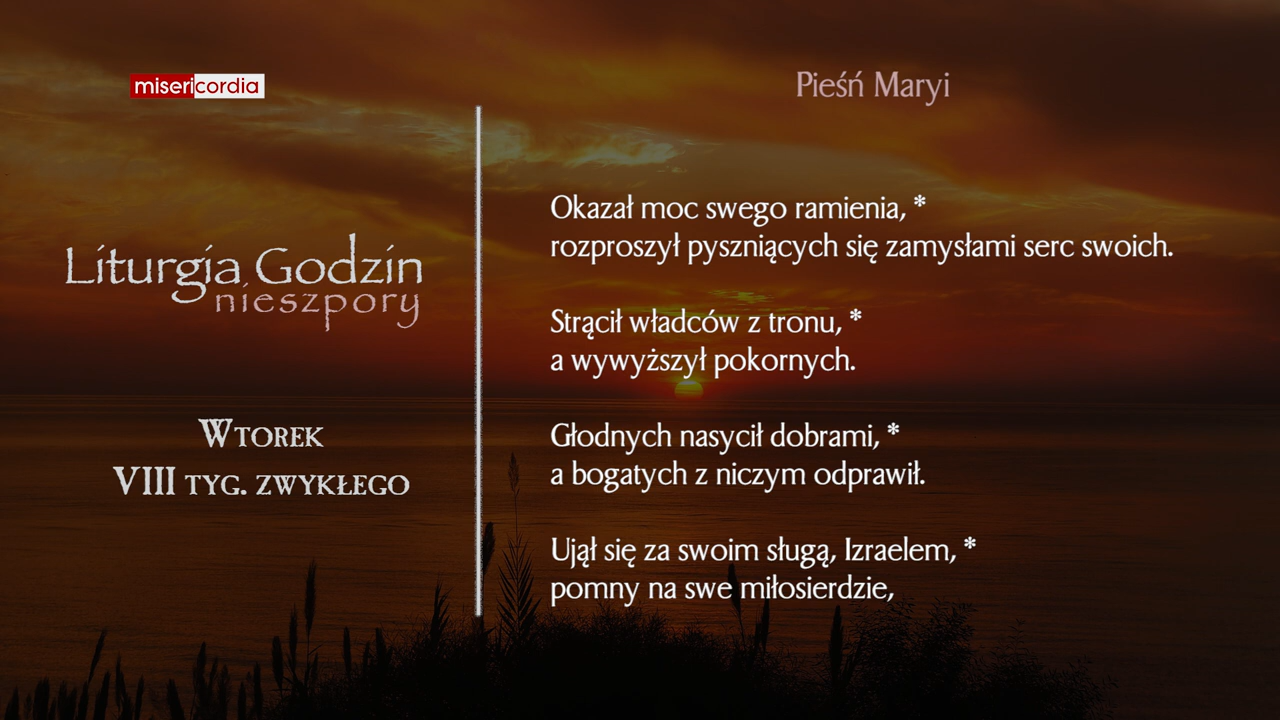 misericordia
Liturgia Godzin
nieszpory
Wtorek
VIII tyg. zwykłego
Pieśń Maryi
Okazał moc swego ramienia, *
rozproszył pyszniących się zamysłami serc swoich.
Strącił władców z tronu, *
a wywyższył pokornych.
Głodnych nasycił dobrami, *
a bogatych z niczym odprawił.
Ujął się za swoim sługą, Izraelem, *
pomny na swe miłosierdzie,